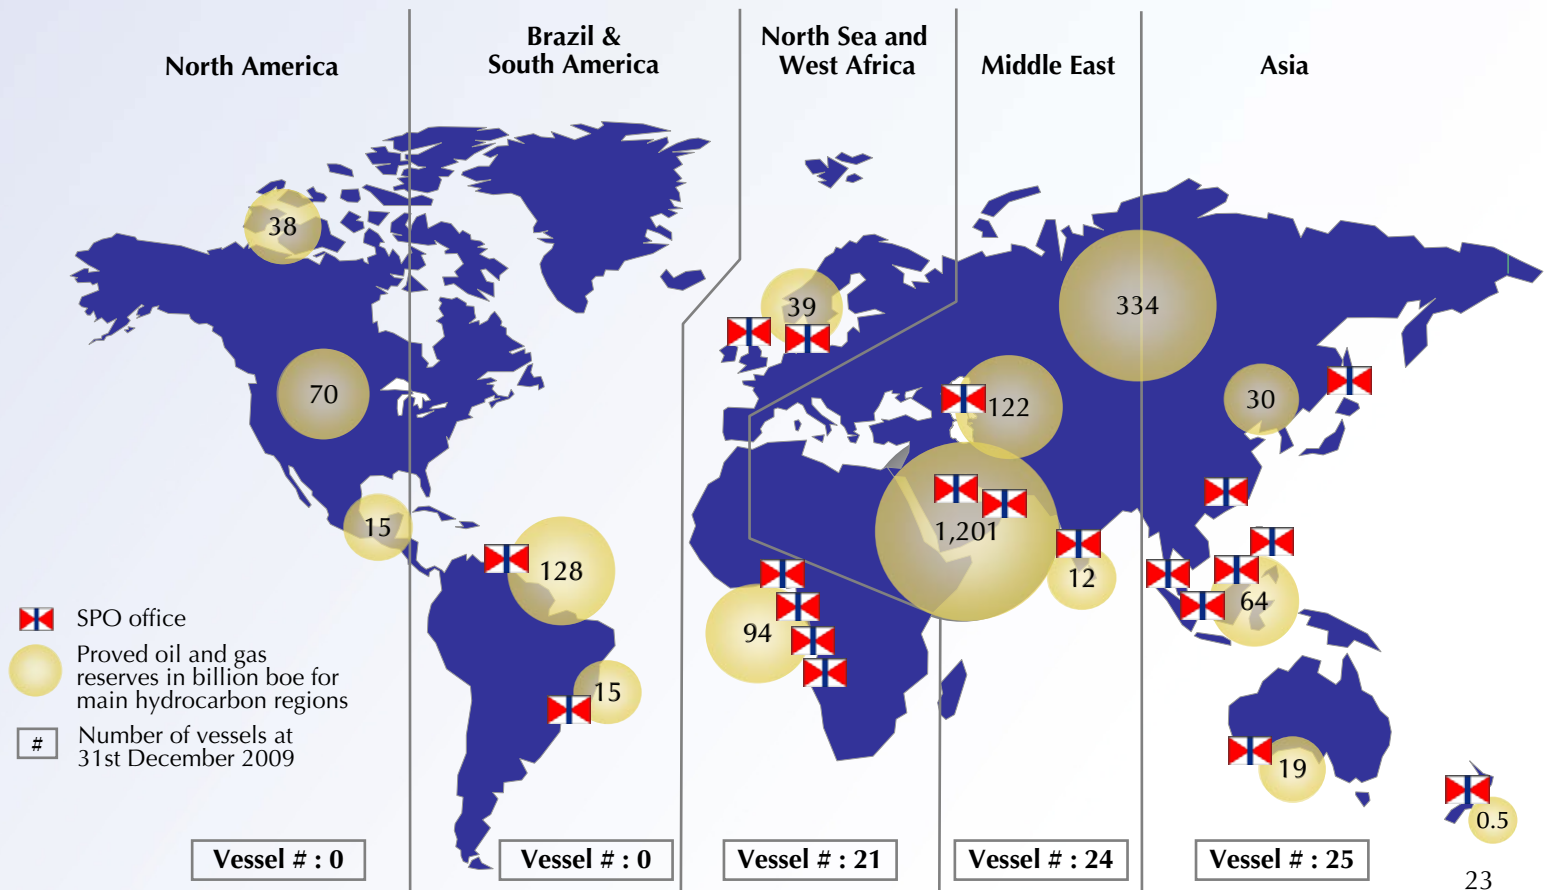 North America
Brazil &
South America
North Sea and
West Africa
Middle East
Asia
38
39
334
70
122
30
15
128
1,201
12
64
94
15
19
0.5
SPO office
Proved oil and gas
reserves in billion boe for
main hydrocarbon regions
#
Number of vessels at
31st December 2009
Vessel # : 0
Vessel # : 0
Vessel # : 21
Vessel # : 24
Vessel # : 25
23